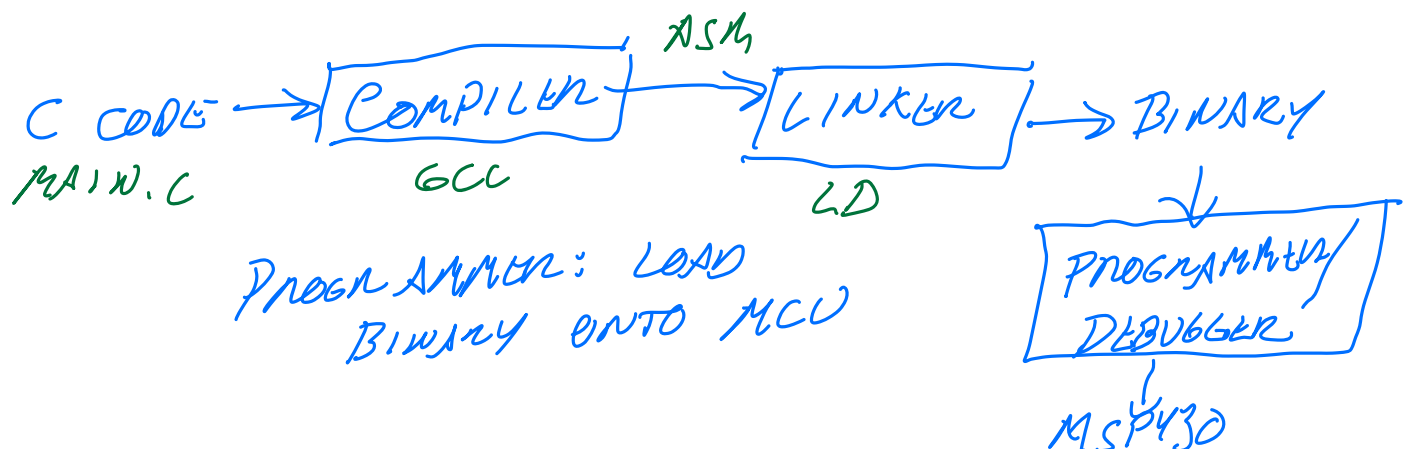 ASM
C CODE
COMPILER
LINKER
BINARY
MAIN.C
GCC
LD
PROGRAMMER: LOAD
BINARY ONTO MCU
PROGRAMMER/
DEBUGGER
MSP430